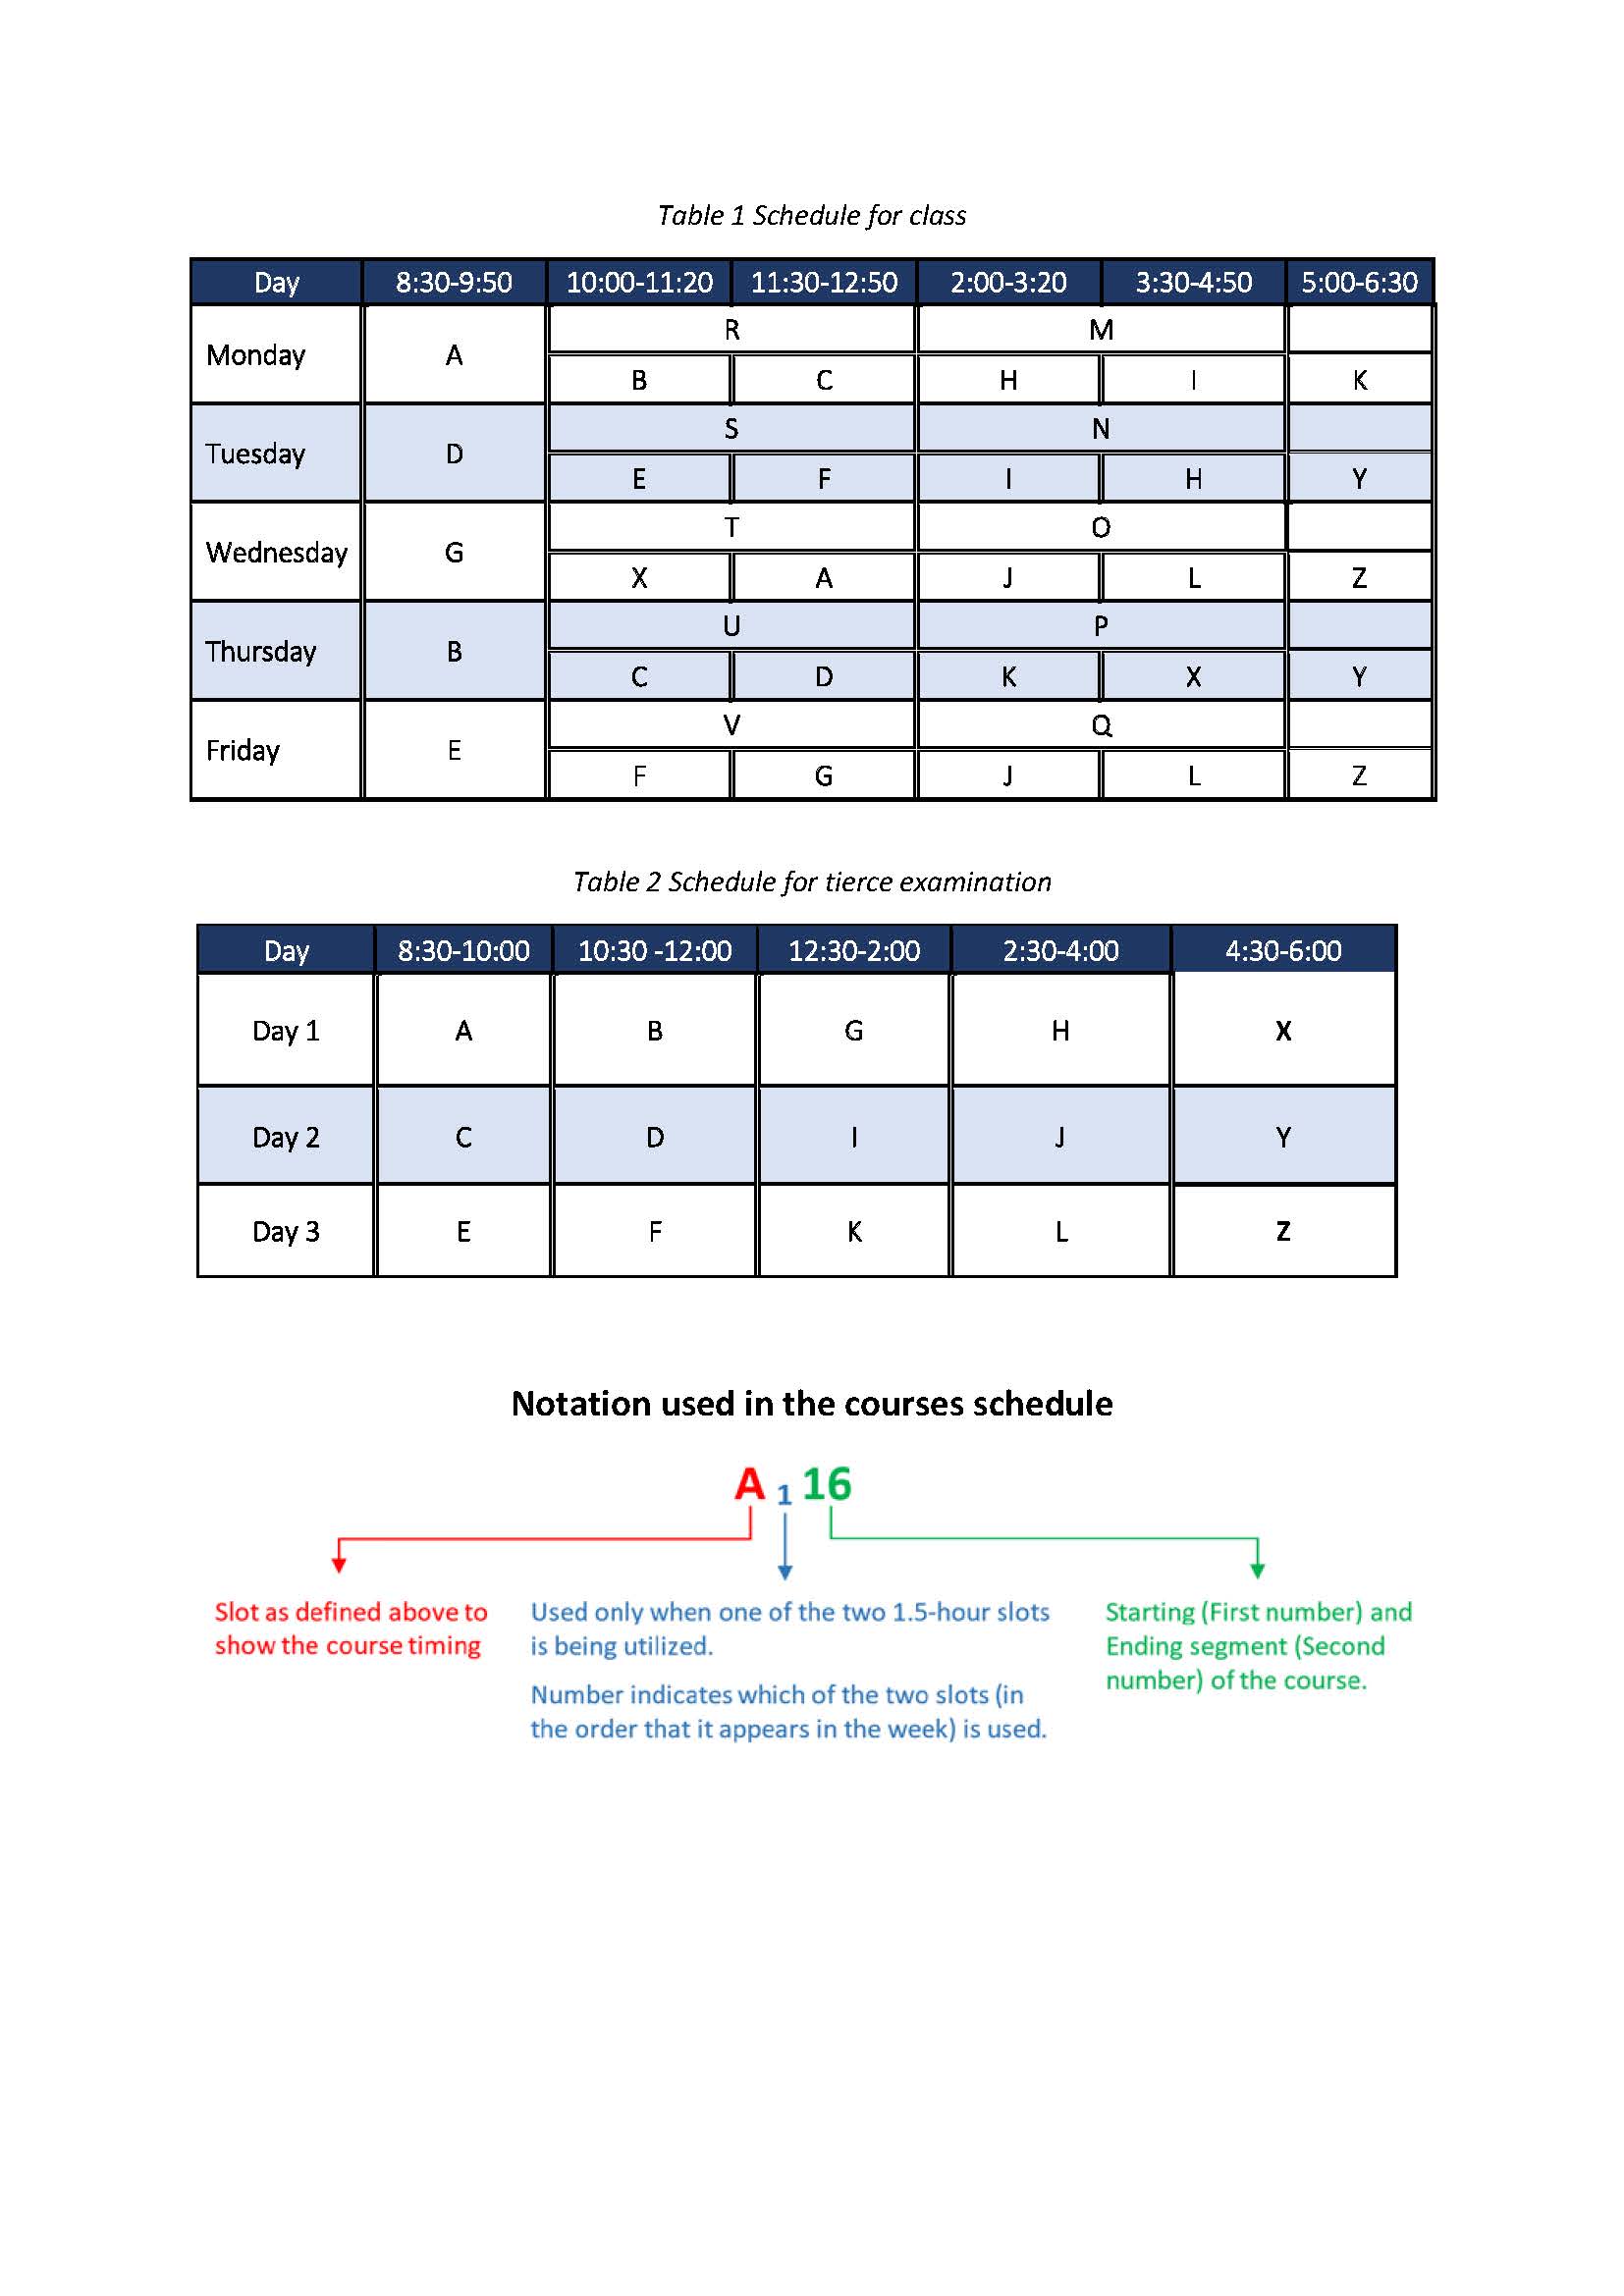 Table 1 Schedule for class
Day 8:30-9:50 10:00-11:20 11:30-12:50 2:00-3:20 3:30-4:50 5:00-6:30
R M
Monday A
B C H I K
S N
Tuesday D
E F I H Y
T O
Wednesday G
X A J L Z
U P
Thursday B
C D K X Y
V Q
Friday E
F G J L Z
Table 2 Schedule for tierce examination
Day 8:30-10:00 10:30 -12:00 12:30-2:00 2:30-4:00 4:30-6:00
Day 1 A B G H X
Day 2 C D I J Y
Day 3 E F K L Z
Notation used in the courses schedule
A 1 16
Slot as defined above to
show the course timing
Used only when one of the two 1.5-hour slots
is being utilized.
Number indicates which of the two slots (in
the order that it appears in the week) is used.
Starting (First number) and
Ending segment (Second
number) of the course.